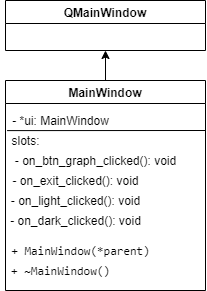 QMainWindow
MainWindow
- *ui: MainWindow
slots:
- on_btn_graph_clicked(): void
- on_exit_clicked(): void
- on_light_clicked(): void
- on_dark_clicked(): void
+ MainWindow(*parent)
+ ~MainWindow()